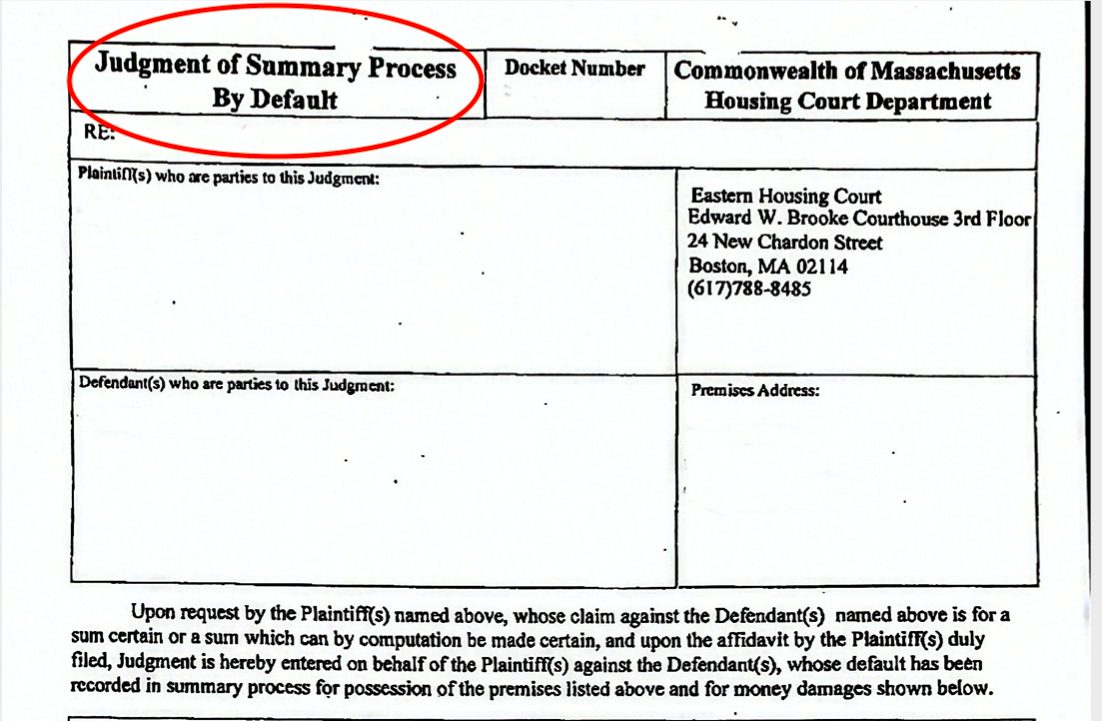 Judgment of Summary Process
By Default
Docket Number
Commonwealth of Massachusetts
Housing Court Department
RE:
Plaintiff(s) who are parties to this Judgment:
Eastern Housing Court
Edward W. Brooke Courthouse 3rd Floor
24 New Chardon Street
Boston, MA 02114
(617)788-8485
Defendant(s) who are parties to this Judgment:
Premises Address:
Upon request by the Plaintiff(s) named above, whose claim against the Defendant(s) named above is for a
sum certain or a sum which can by computation be made certain, and upon the affidavit by the Plaintiff(s) duly
filed, Judgment is hereby entered on behalf of the Plaintiff(s) against the Defendant(s), whose default has been
recorded in summary process for possession of the premises listed above and for money damages shown below.